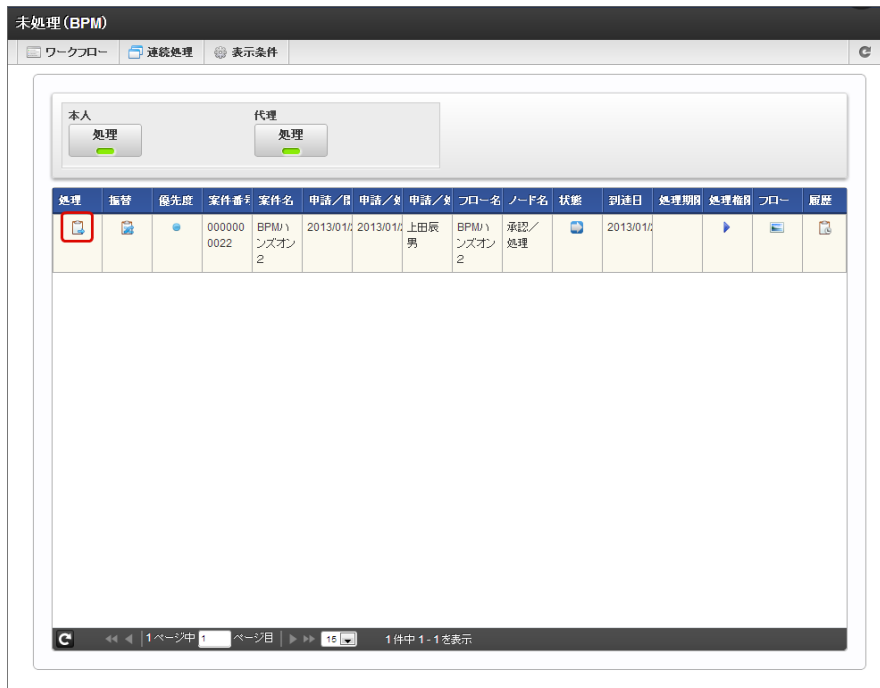 未処理(BPM)
ワークフロー 連続処理 表示条件
本人 代理
処理 処理
処理 振替 優先度 案件番号 案件名 申請/ 申請/ 申請/ フロー名 ノード名 状態 到達日 処理期限 処理権限 フロー 履歴
000000 BPMハ 2013/01/ 2013/01/ 上田辰 BPMハ 承認/ 2013/01/
0022 ンズオン 男 ンズオン 処理
2 2
1ページ中 1 ページ目 15 1件中 1 - 1を表示